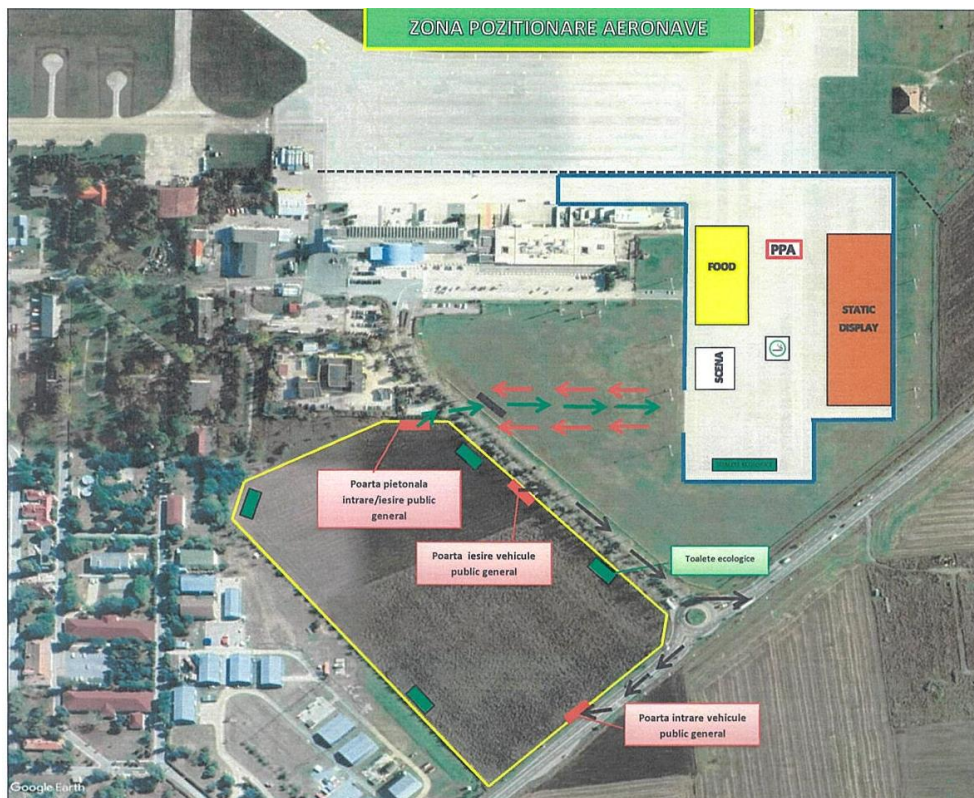 ZONA POZITIONARE AERONAVE
PPA
FOOD
STATIC
DISPLAY
SCENA
Poarta pietonala
intrare/iesire public
general
Poarta iesire vehicule
public general
Toalete ecologice
Poarta intrare vehicule
public general
Google Earth